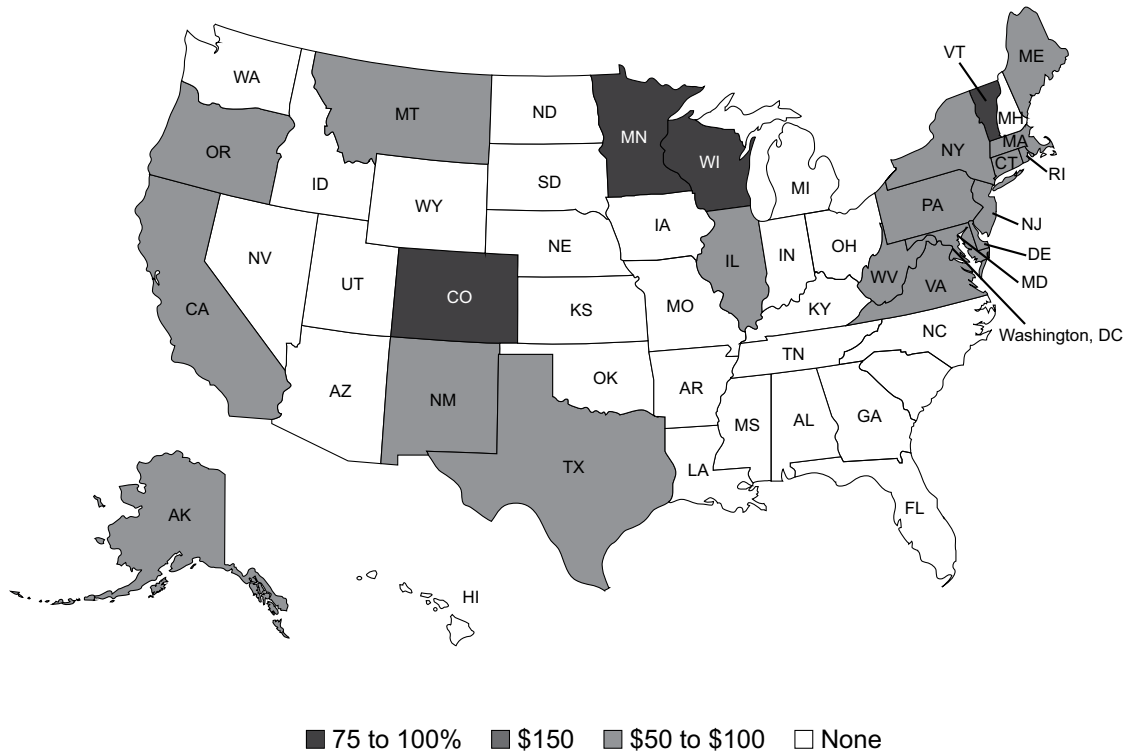 VT
ME
WA
MT
ND
MN
MH
OR
MA
NY
WI
CT
RI
ID
SD
MI
WY
PA
IA
NJ
NE
OH
NV
IN
DE
IL
UT
WV
MD
CO
VA
CA
MO
KS
KY
NC
Washington, DC
TN
OK
AZ
AR
NM
GA
AL
MS
TX
LA
FL
AK
HI
75 to 100% $150 $50 to $100 None